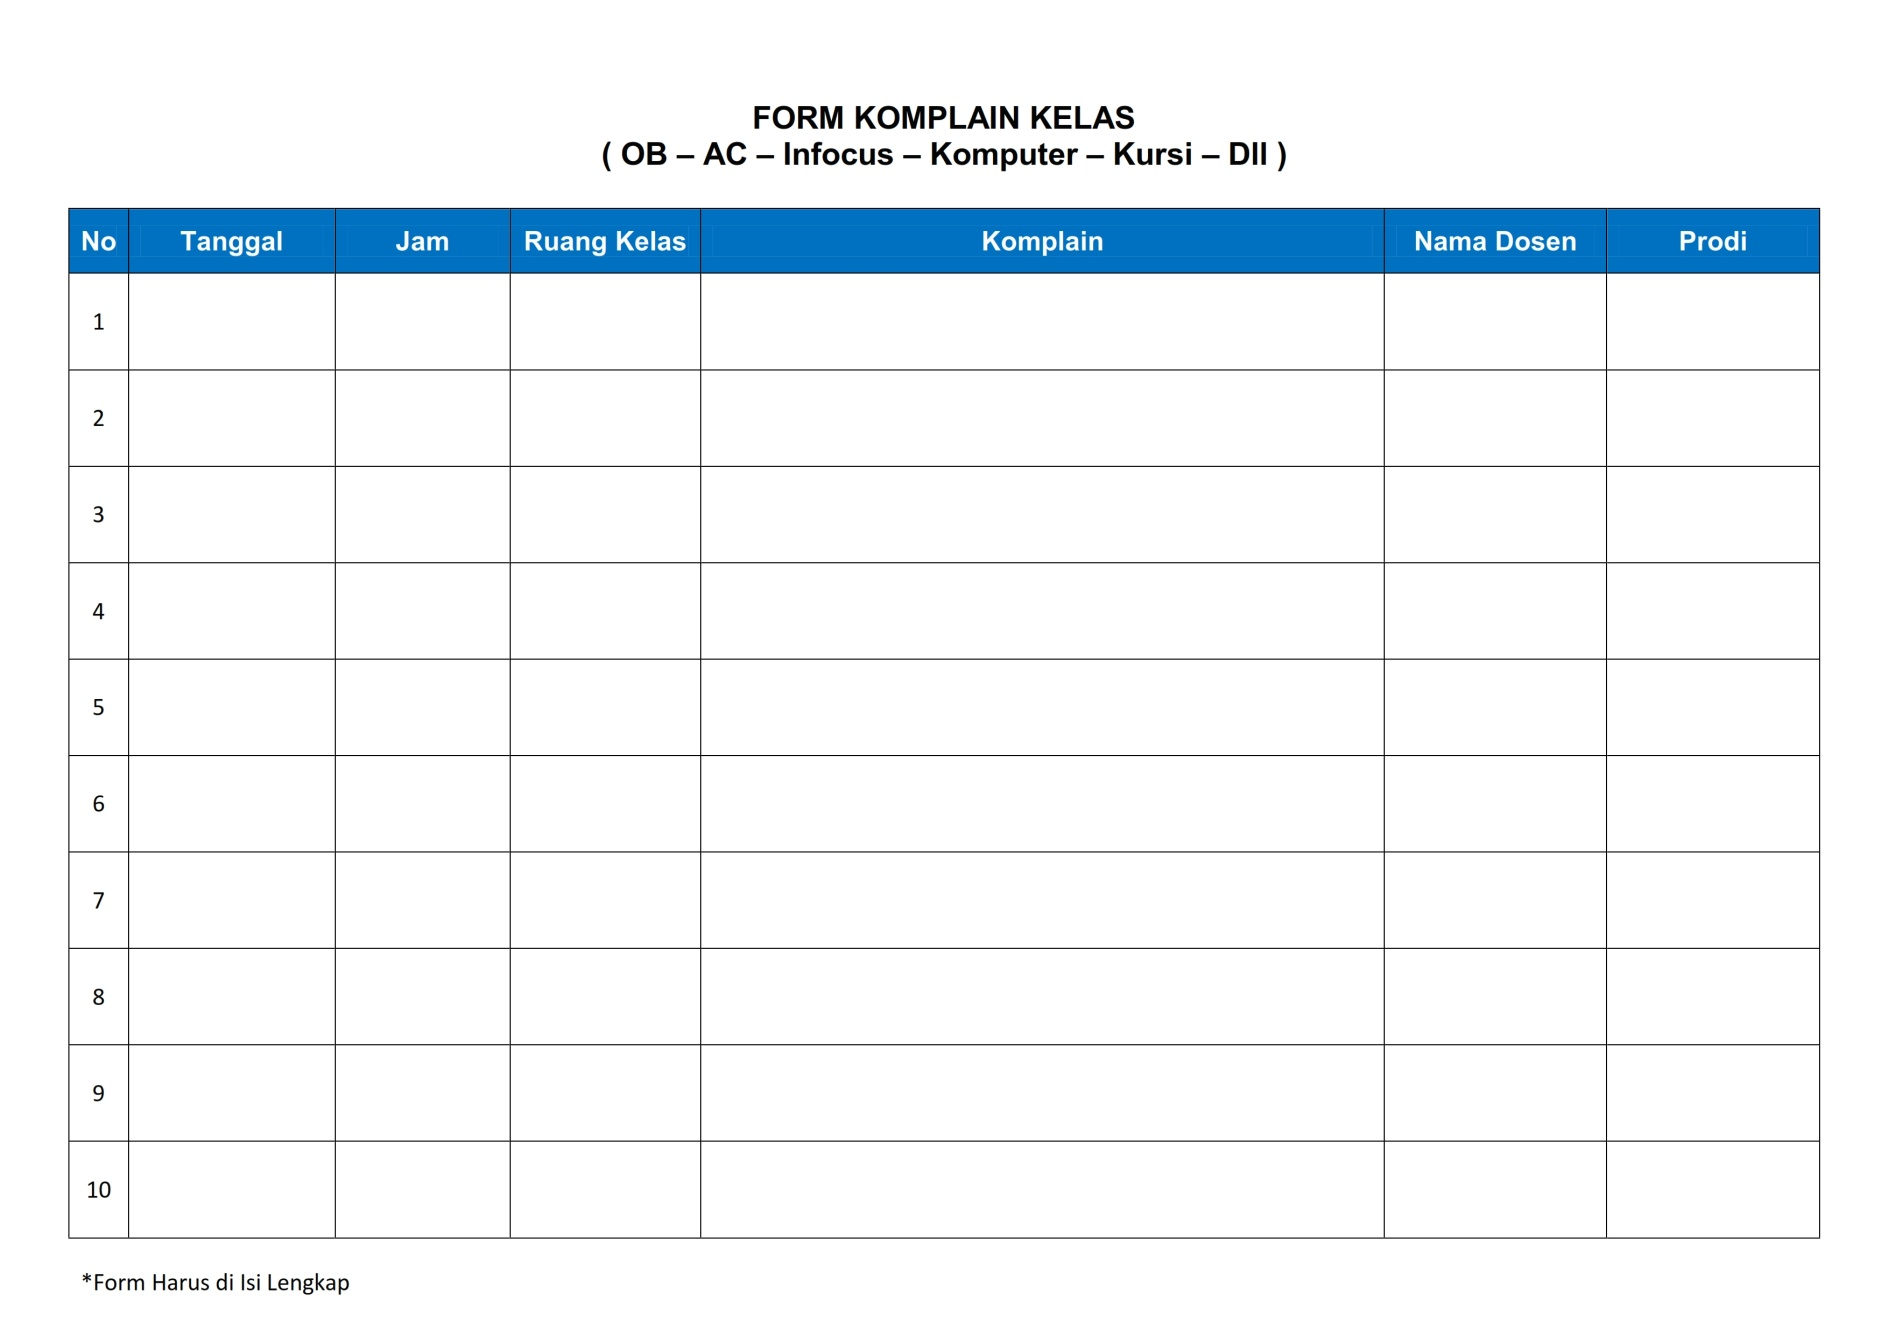 FORM KOMPLAIN KELAS
( OB – AC – Infocus – Komputer – Kursi – Dll )
No Tanggal Jam Ruang Kelas Komplain Nama Dosen Prodi
1
2
3
4
5
6
7
8
9
10
*Form Harus di Isi Lengkap